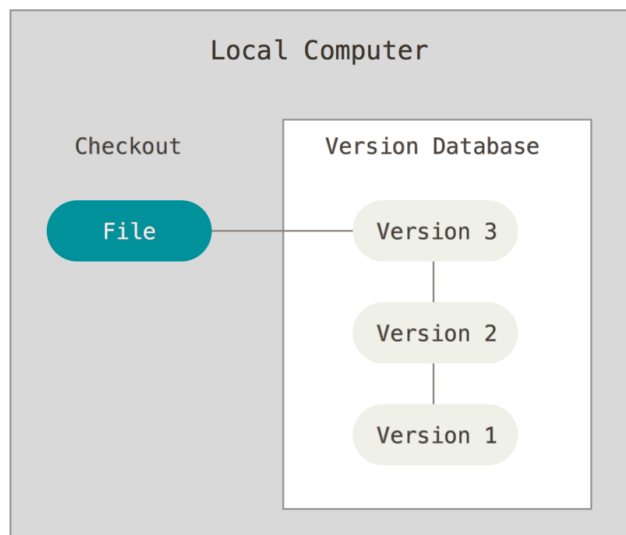 Local Computer
Checkout
Version Database
File
Version 3
Version 2
Version 1